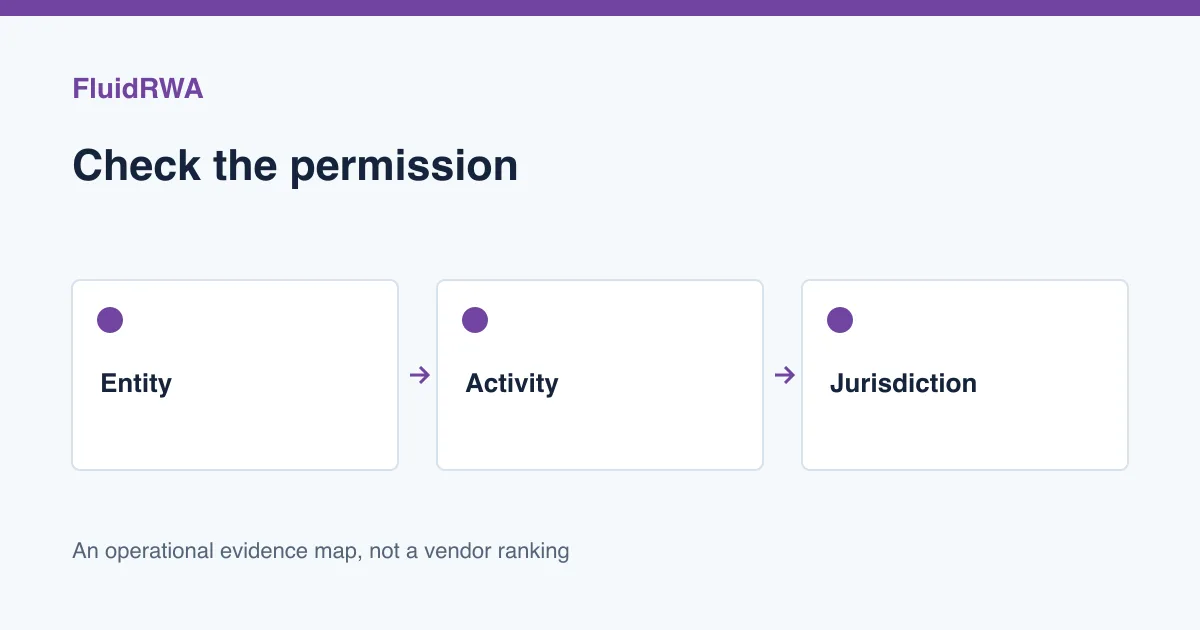 FluidRWA
Check the permission
Entity
Activity
Jurisdiction
An operational evidence map, not a vendor ranking